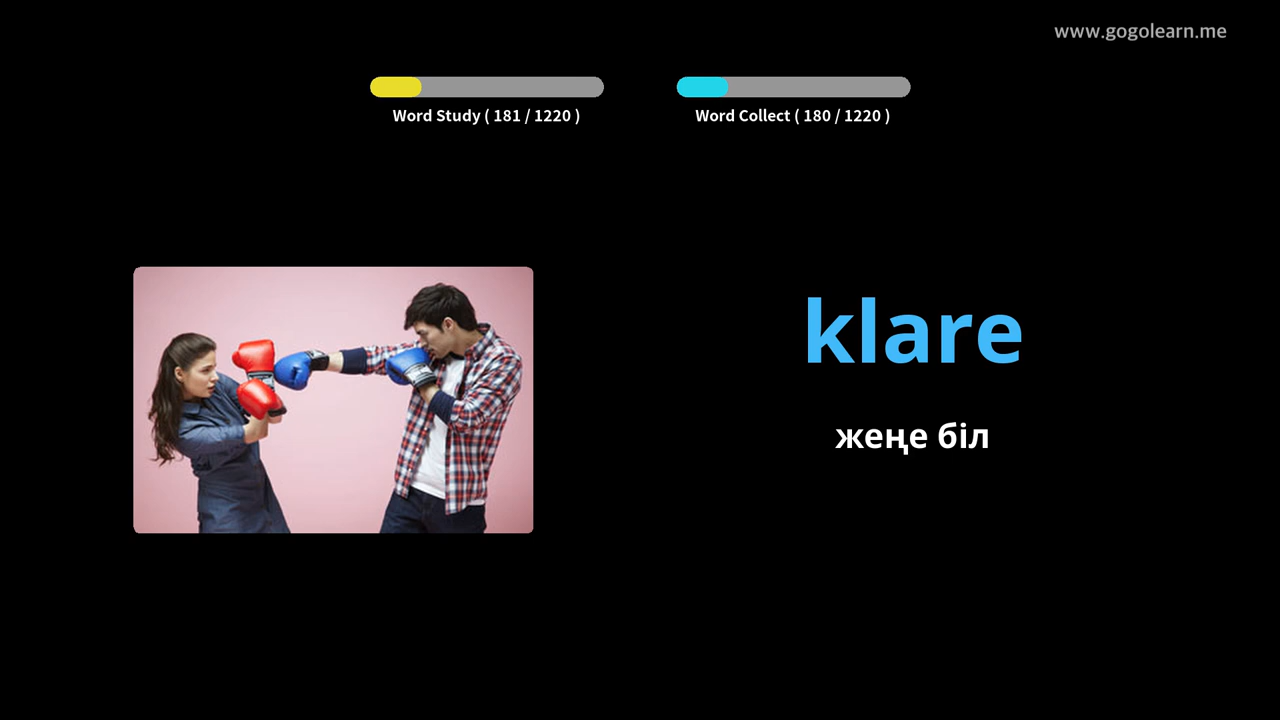 www.gogolearn.me
Word Study ( 181 / 1220 )
Word Collect ( 180 / 1220 )
klare
жеңе біл